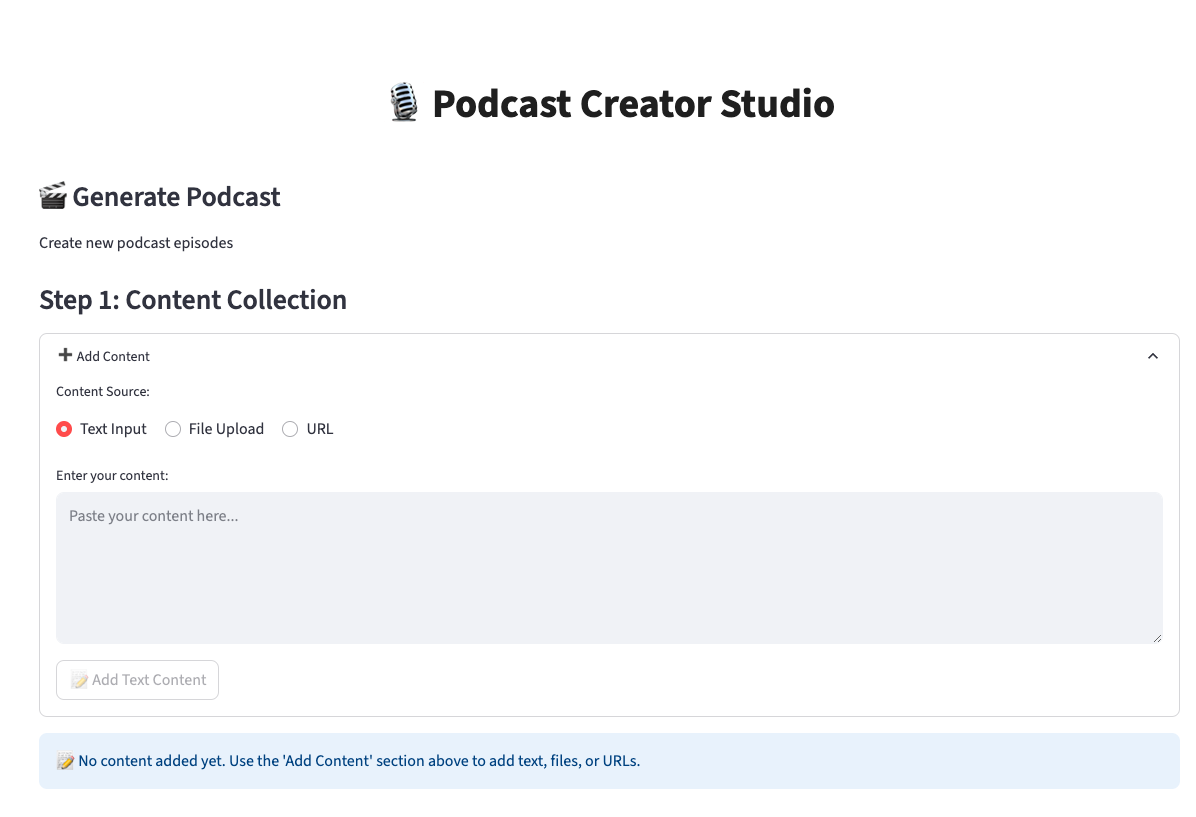 🎙️ Podcast Creator Studio
🎬 Generate Podcast
Create new podcast episodes
Step 1: Content Collection
➕ Add Content
Content Source:
Text Input File Upload URL
Enter your content:
Paste your content here...
📝 Add Text Content
📝 No content added yet. Use the 'Add Content' section above to add text, files, or URLs.